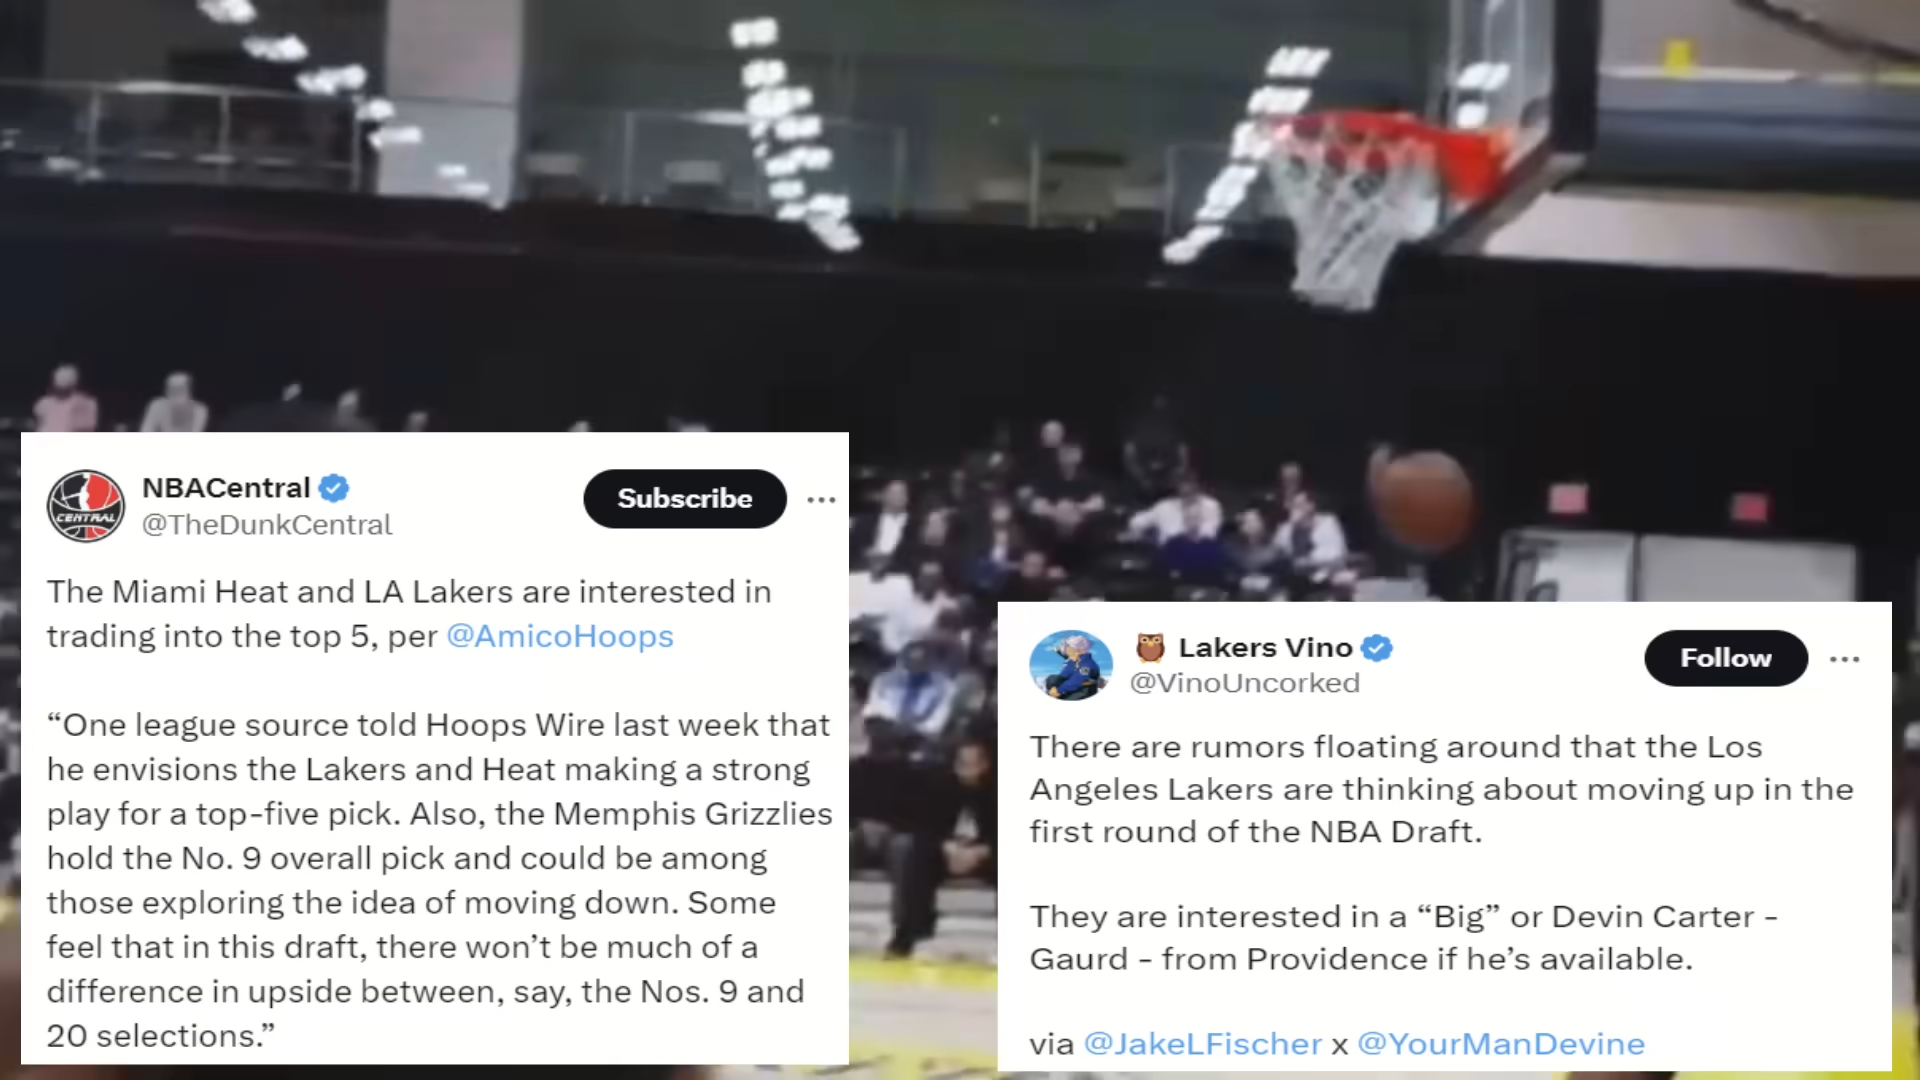 NBACentral
@TheDunkCentral
Subscribe
CENTRAL
The Miami Heat and LA Lakers are interested in
trading into the top 5, per @AmicoHoops
“One league source told Hoops Wire last week that
he envisions the Lakers and Heat making a strong
play for a top-five pick. Also, the Memphis Grizzlies
hold the No. 9 overall pick and could be among
those exploring the idea of moving down. Some
feel that in this draft, there won’t be much of a
difference in upside between, say, the Nos. 9 and
20 selections.”
Lakers Vino
@VinoUncorked
Follow
There are rumors floating around that the Los
Angeles Lakers are thinking about moving up in the
first round of the NBA Draft.
They are interested in a “Big” or Devin Carter -
Gaurd - from Providence if he’s available.
via @JakeLFischer x @YourManDevine